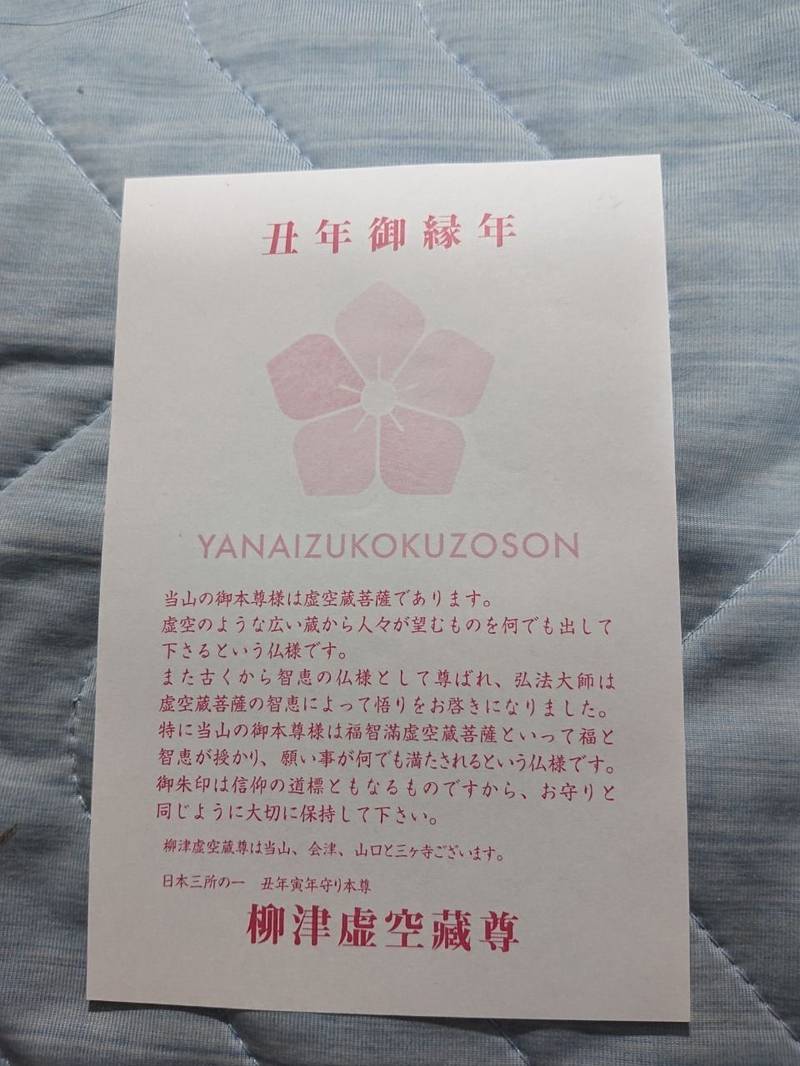 丑年御縁年
YANAIZUKOKUZOSON
当山の御本尊様は虚空蔵菩薩であります。
虚空のような広い蔵から人々が望むものを何でも出して
下さるという仏様です。
また古くから智恵の仏様として尊ばれ、弘法大師は
虚空蔵菩薩の智恵によって悟りをお啓きになりました。
特に当山の御本尊様は福智滿虚空蔵菩薩といって福と
智恵が授かり、願い事が何でも満たされるという仏様です。
御朱印は信仰の道標ともなるものですから、お守りと
同じように大切に保持して下さい。
柳津虚空蔵尊は当山、会津、山口と三ヶ寺ございます。
日本三所の一　丑年寅年守り本尊
柳津虚空藏尊